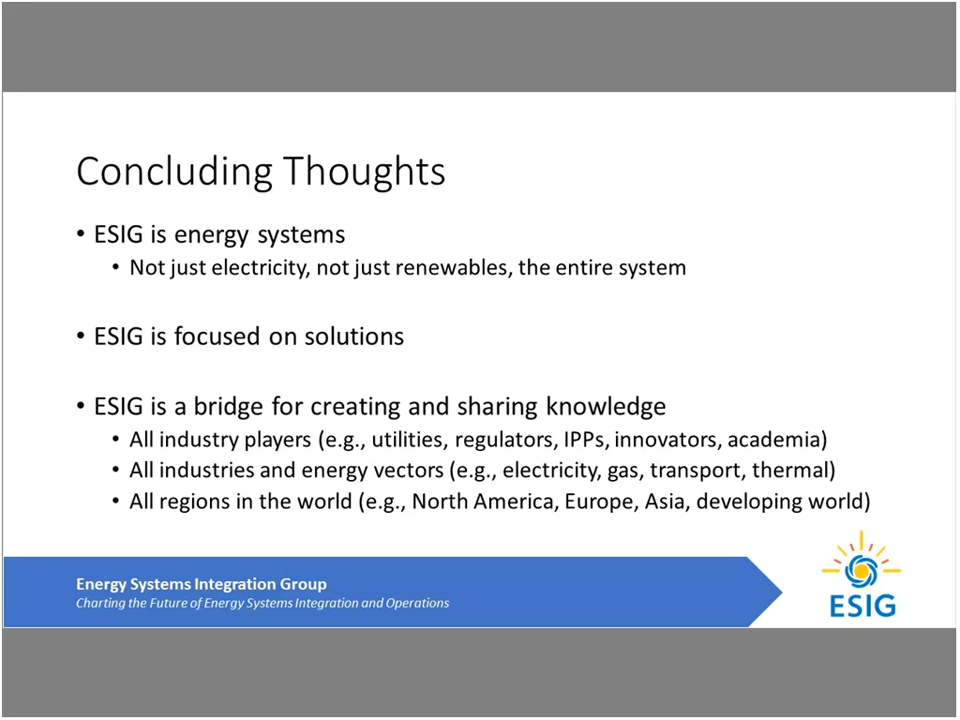 Concluding Thoughts
• ESIG is energy systems
• Not just electricity, not just renewables, the entire system
• ESIG is focused on solutions
• ESIG is a bridge for creating and sharing knowledge
• All industry players (e.g., utilities, regulators, IPPs, innovators, academia)
• All industries and energy vectors (e.g., electricity, gas, transport, thermal)
• All regions in the world (e.g., North America, Europe, Asia, developing world)
Energy Systems Integration Group
Charting the Future of Energy Systems Integration and Operations
ESIG